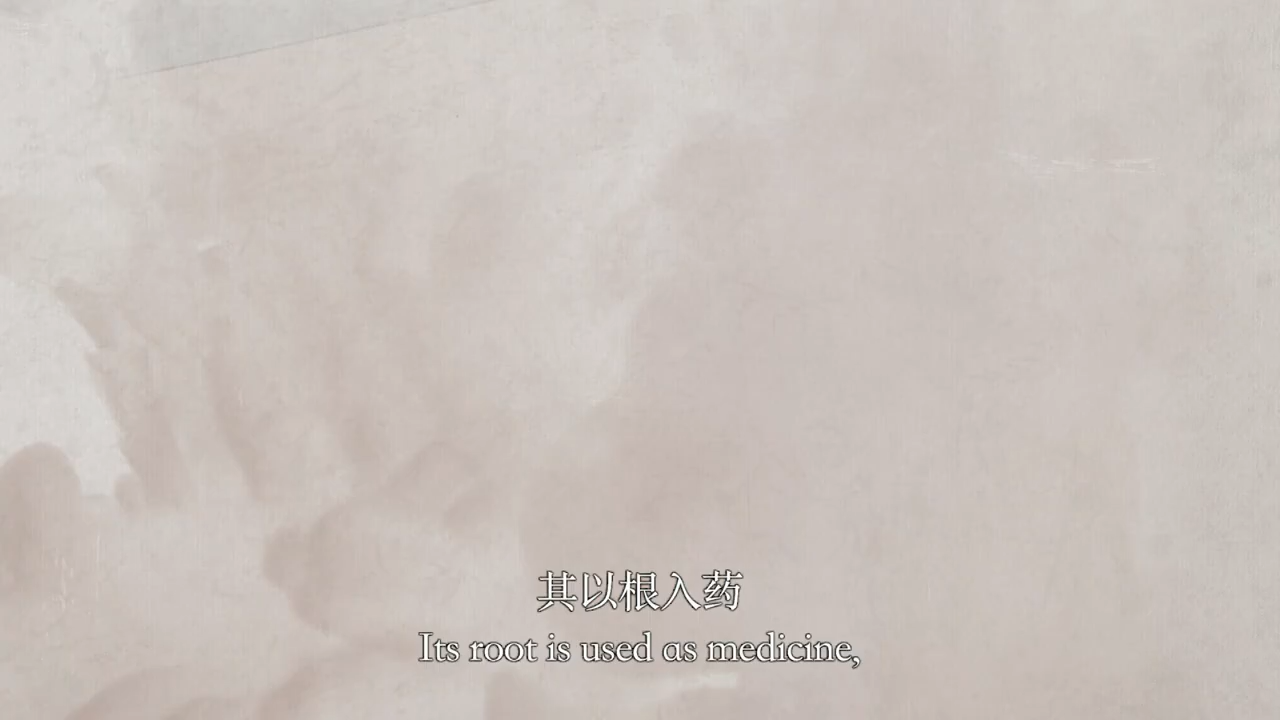 其以根入药
Its root is used as medicine,